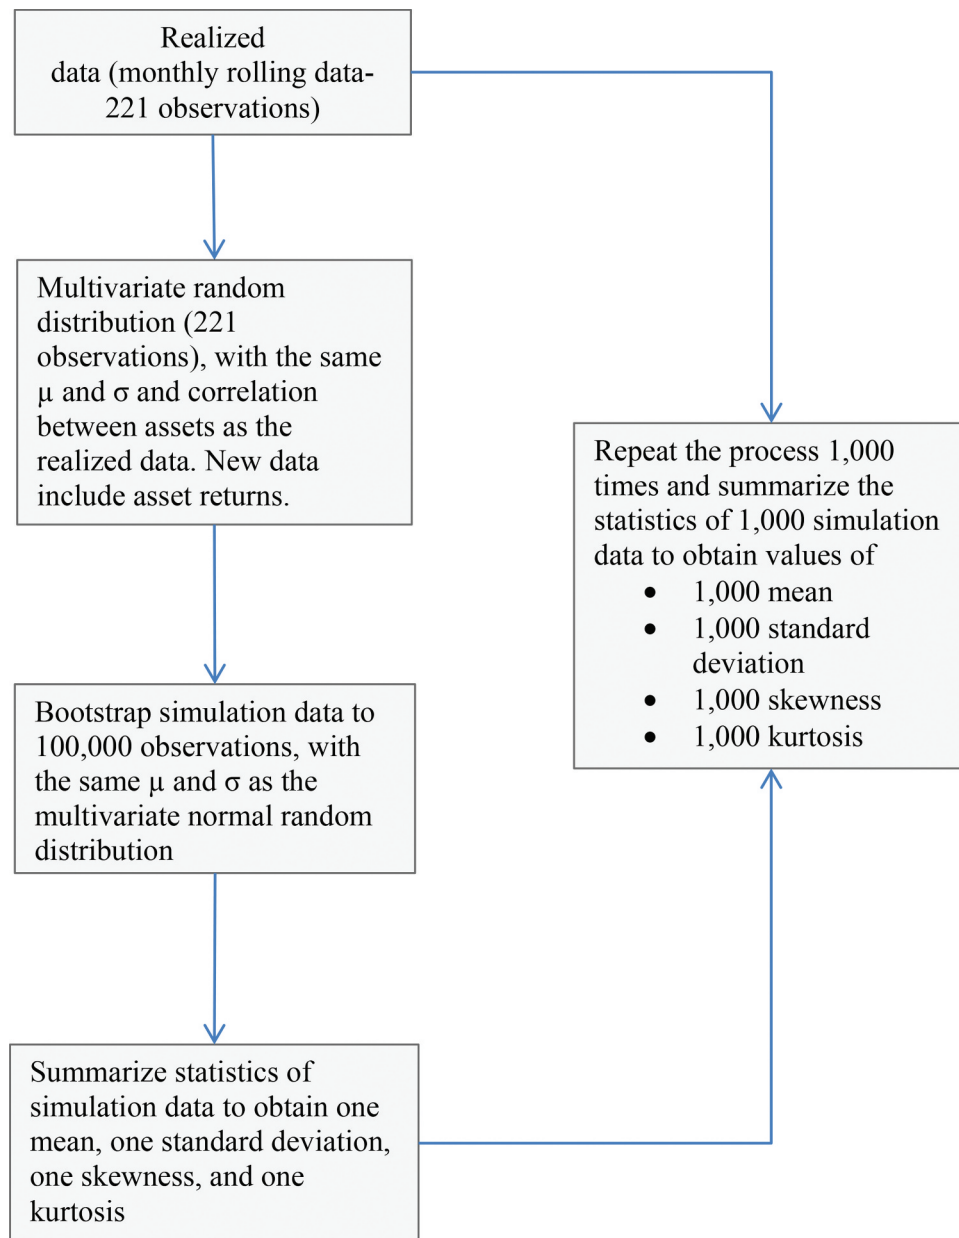 Realized
data (monthly rolling data-
221 observations)
Multivariate random
distribution (221
observations), with the same
μ and σ and correlation
between assets as the
realized data. New data
include asset returns.
Bootstrap simulation data to
100,000 observations, with
the same μ and σ as the
multivariate normal random
distribution
Summarize statistics of
simulation data to obtain one
mean, one standard deviation,
one skewness, and one
kurtosis
Repeat the process 1,000
times and summarize the
statistics of 1,000 simulation
data to obtain values of
• 1,000 mean
• 1,000 standard
deviation
• 1,000 skewness
• 1,000 kurtosis